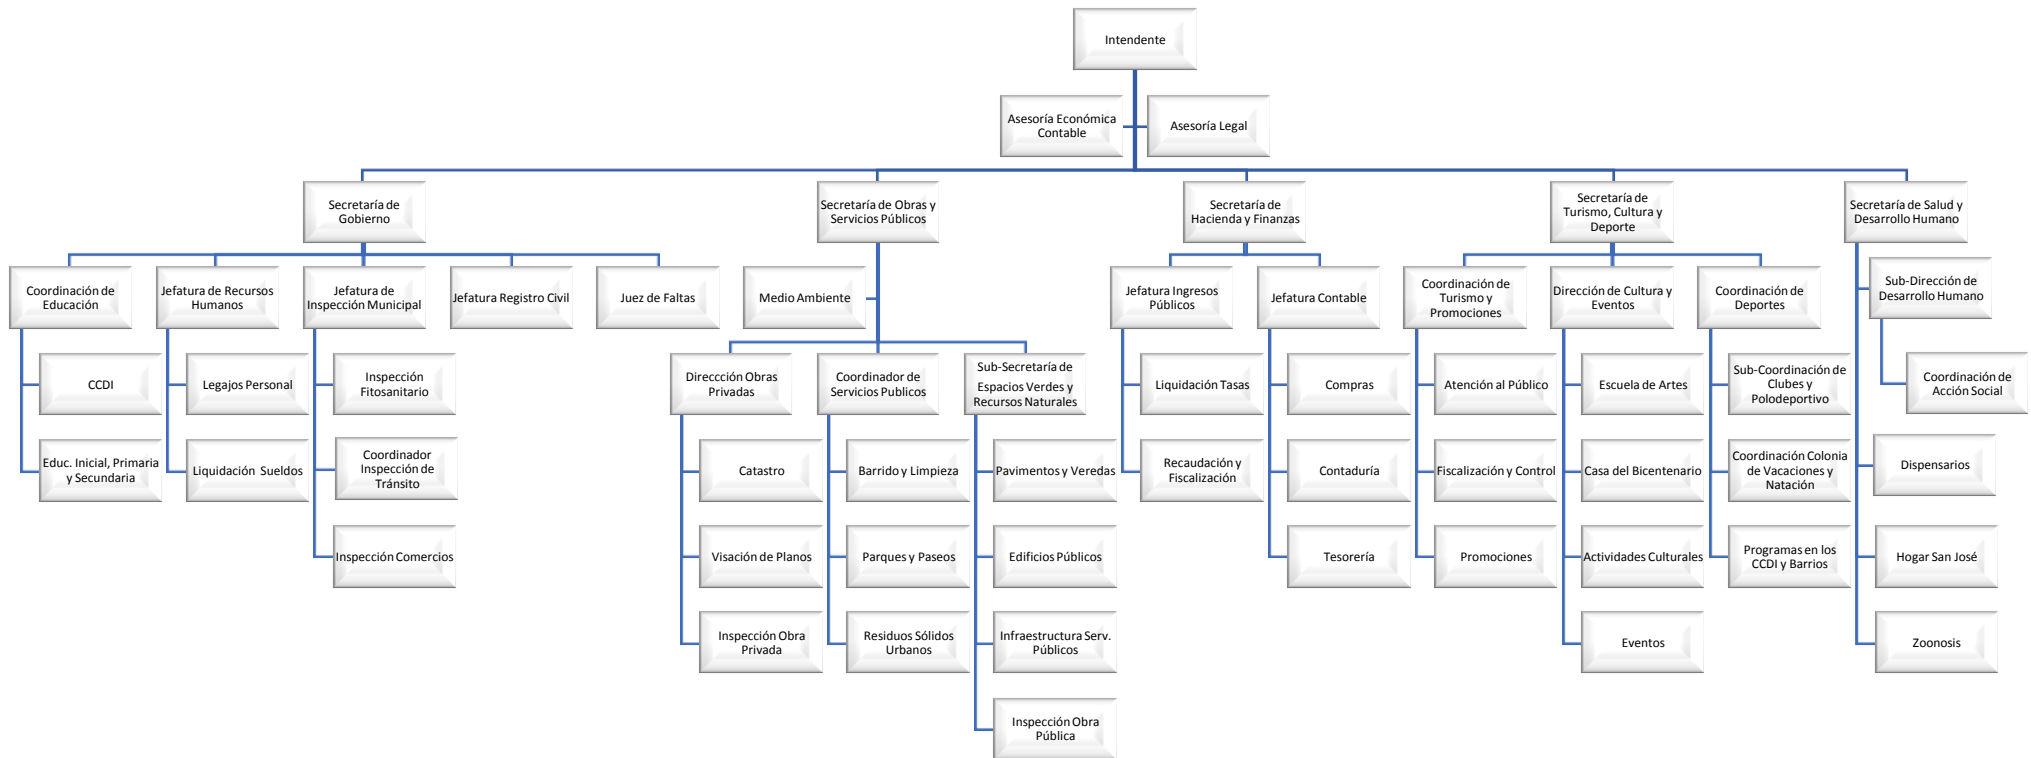 Intendente
Asesoría Económica
Contable
Asesoría Legal
Secretaría de
Gobierno
Secretaría de Obras y
Servicios Públicos
Secretaría de
Hacienda y Finanzas
Secretaría de
Turismo, Cultura y
Deporte
Secretaría de Salud y
Desarrollo Humano
Coordinación de
Educación
Jefatura de Recursos
Humanos
Jefatura de
Inspección Municipal
Jefatura Registro Civil
Juez de Faltas
Medio Ambiente
Jefatura Ingresos
Públicos
Jefatura Contable
Coordinación de
Turismo y
Promociones
Dirección de Cultura y
Eventos
Coordinación de
Deportes
Sub-Dirección de
Desarrollo Humano
CCDI
Legajos Personal
Inspección
Fitosanitario
Direccción Obras
Privadas
Coordinador de
Servicios Publicos
Sub-Secretaría de
Espacios Verdes y
Recursos Naturales
Liquidación Tasas
Compras
Atención al Público
Escuela de Artes
Sub-Coordinación de
Clubes y
Polodeportivo
Coordinación de
Acción Social
Educ. Inicial, Primaria
y Secundaria
Liquidación Sueldos
Coordinador
Inspección de
Tránsito
Catastro
Barrido y Limpieza
Pavimentos y Veredas
Recaudación y
Fiscalización
Contaduría
Fiscalización y Control
Casa del Bicentenario
Coordinación Colonia
de Vacaciones y
Natación
Dispensarios
Inspección Comercios
Visación de Planos
Parques y Paseos
Edificios Públicos
Tesorería
Promociones
Actividades Culturales
Programas en los
CCDI y Barrios
Hogar San José
Inspección Obra
Privada
Residuos Sólidos
Urbanos
Infraestructura Serv.
Públicos
Eventos
Zoonosis
Inspección Obra
Pública